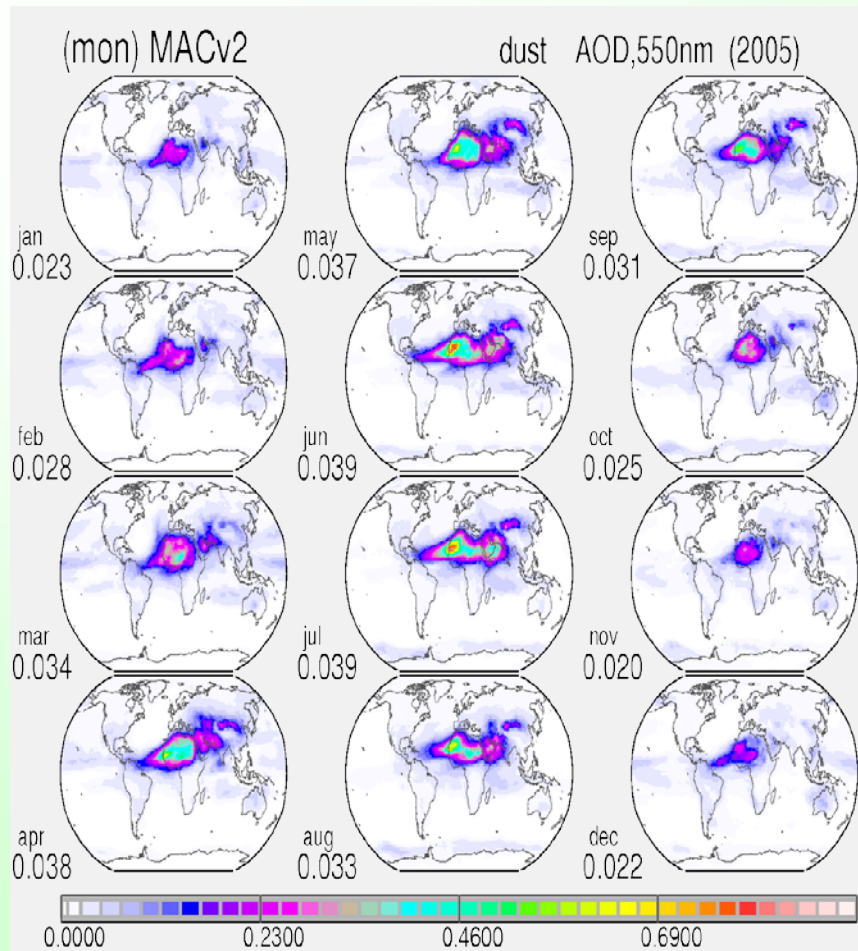 (mon) MACv2 dust AOD,550nm (2005)
jan
0.023
may
0.037
sep
0.031
feb
0.028
jun
0.039
oct
0.025
mar
0.034
jul
0.039
nov
0.020
apr
0.038
aug
0.033
dec
0.022
0.0000 0.2300 0.4600 0.6900